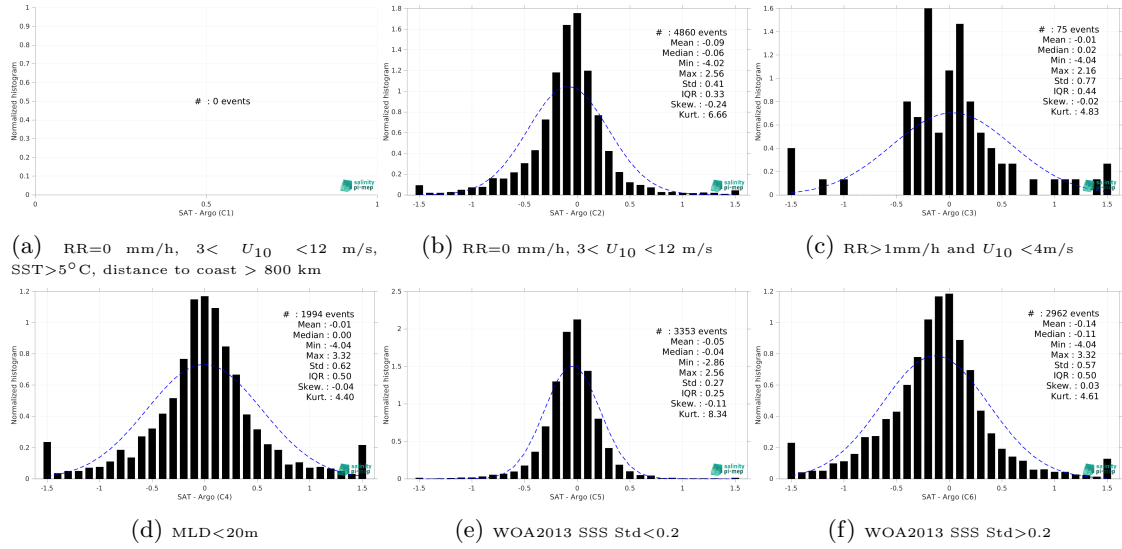 1
0.9
0.8
0.7
0.6
0.5
0.4
0.3
0.2
0.1
0
Normalized histogram
# : 0 events
salinity
pi-mep
0 0.5 1
SAT - Argo (C1)
(a) RR=0 mm/h, 3< U10 <12 m/s,
SST>5°C, distance to coast > 800 km
1.8
1.6
1.4
1.2
1
0.8
0.6
0.4
0.2
0
Normalized histogram
# : 4860 events
Mean : -0.09
Median : -0.06
Min : -4.02
Max : 2.56
Std : 0.41
IQR : 0.33
Skew. : -0.24
Kurt. : 6.66
salinity
pi-mep
-1.5 -1 -0.5 0 0.5 1 1.5
SAT - Argo (C2)
(b) RR=0 mm/h, 3< U10 <12 m/s
1.6
1.4
1.2
1
0.8
0.6
0.4
0.2
0
Normalized histogram
# : 75 events
Mean : -0.01
Median : 0.02
Min : -4.04
Max : 2.16
Std : 0.77
IQR : 0.44
Skew. : -0.02
Kurt. : 4.83
salinity
pi-mep
-1.5 -1 -0.5 0 0.5 1 1.5
SAT - Argo (C3)
(c) RR>1mm/h and U10 <4m/s
1.2
1
0.8
0.6
0.4
0.2
0
Normalized histogram
# : 1994 events
Mean : -0.01
Median : 0.00
Min : -4.04
Max : 3.32
Std : 0.62
IQR : 0.50
Skew. : -0.04
Kurt. : 4.40
salinity
pi-mep
-1.5 -1 -0.5 0 0.5 1 1.5
SAT - Argo (C4)
(d) MLD<20m
2.5
2
1.5
1
0.5
0
Normalized histogram
# : 3353 events
Mean : -0.05
Median : -0.04
Min : -2.86
Max : 2.56
Std : 0.27
IQR : 0.25
Skew. : -0.11
Kurt. : 8.34
salinity
pi-mep
-1.5 -1 -0.5 0 0.5 1 1.5
SAT - Argo (C5)
(e) WOA2013 SSS Std<0.2
1.2
1
0.8
0.6
0.4
0.2
0
Normalized histogram
# : 2962 events
Mean : -0.14
Median : -0.11
Min : -4.04
Max : 3.32
Std : 0.57
IQR : 0.50
Skew. : 0.03
Kurt. : 4.61
salinity
pi-mep
-1.5 -1 -0.5 0 0.5 1 1.5
SAT - Argo (C6)
(f) WOA2013 SSS Std>0.2